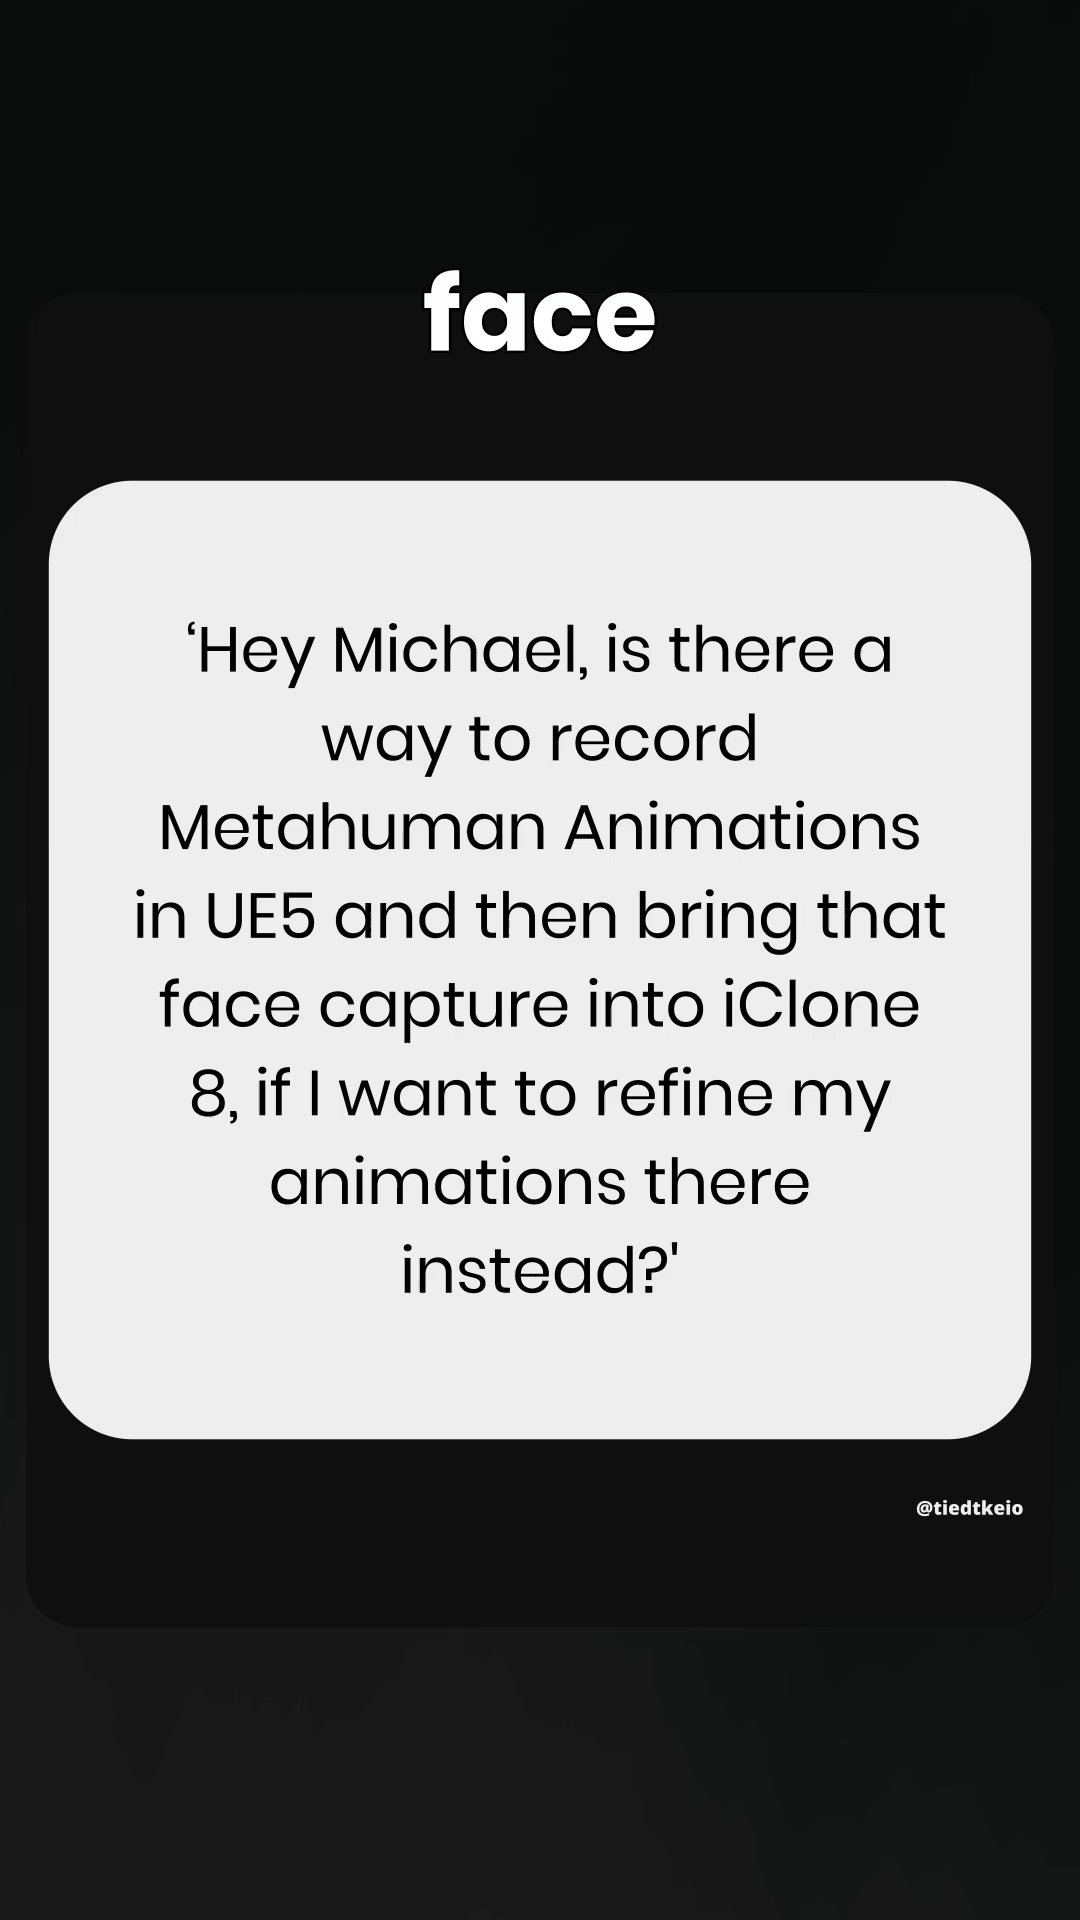 face
‘Hey Michael, is there a
way to record
Metahuman Animations
in UE5 and then bring that
face capture into iClone
8, if I want to refine my
animations there
instead?'
@tiedtkeio